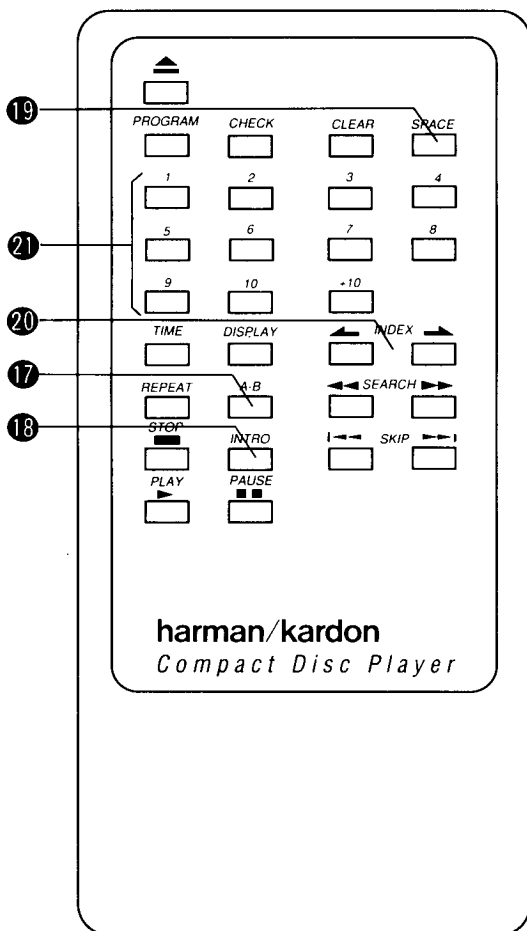 19
PROGRAM CHECK CLEAR SPACE
1 2 3 4
21
5 6 7 8
9 10 +10
20
TIME DISPLAY INDEX
17
REPEAT A·B SEARCH
18
STOP INTRO SKIP
PLAY PAUSE
harman/kardon
Compact Disc Player